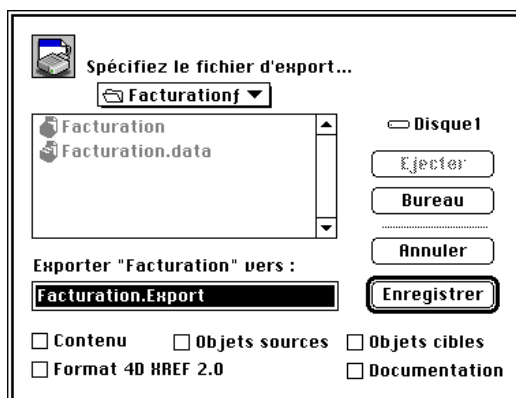 Spécifiez le fichier d'export...
Facturationƒ
Facturation
Facturation.data
Disque1
Ejecter
Bureau
Annuler
Exporter "Facturation" vers :
Facturation.Export
Enregistrer
Contenu
Objets sources
Objets cibles
Format 4D XREF 2.0
Documentation